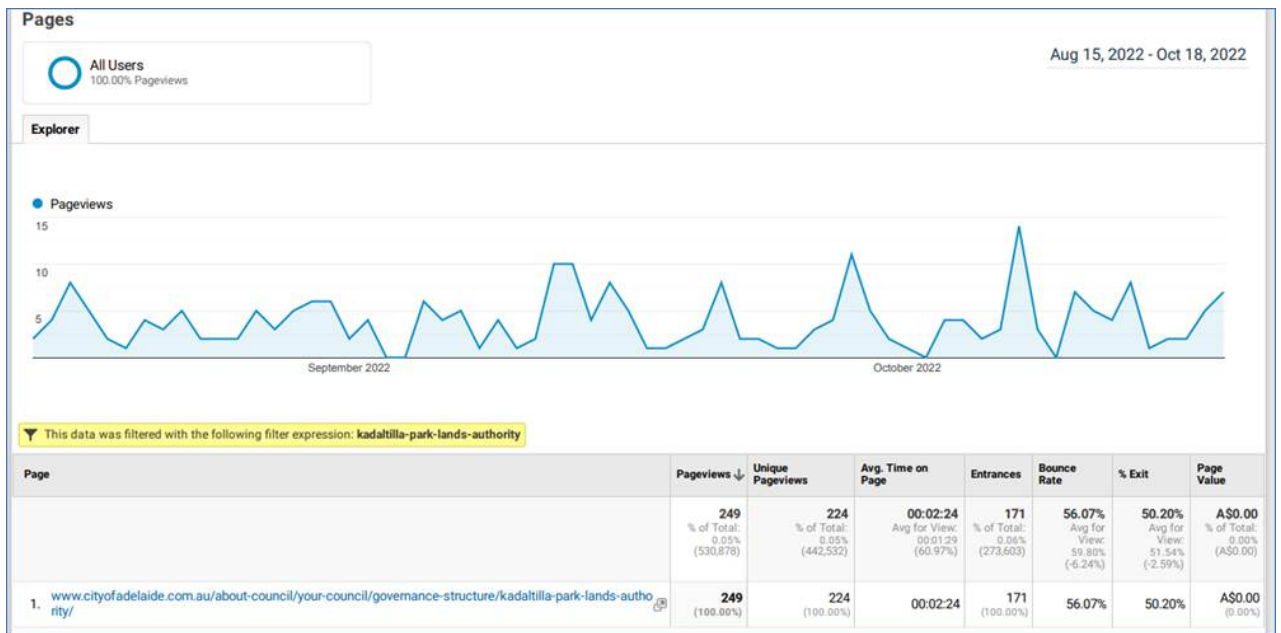 Pages
All Users
100.00% Pageviews
Aug 15, 2022 - Oct 18, 2022
Explorer
Pageviews
15
10
5
September 2022
October 2022
This data was filtered with the following filter expression: kadaltilla-park-lands-authority
Page
Pageviews
Unique
Pageviews
Avg. Time on
Page
Entrances
Bounce
Rate
% Exit
Page
Value
249
% of Total:
0.05%
(530,878)
224
% of Total:
0.05%
(442,532)
00:02:24
Avg for View:
00:01:29
(60.97%)
171
% of Total:
0.06%
(273,603)
56.07%
Avg for
View:
59.80%
(-6.24%)
50.20%
Avg for
View:
51.54%
(-2.59%)
A$0.00
% of Total:
0.00%
(A$0.00)
1.
www.cityofadelaide.com.au/about-council/your-council/governance-structure/kadaltilla-park-lands-autho
rity/
249
(100.00%)
224
(100.00%)
00:02:24
171
(100.00%)
56.07%
50.20%
A$0.00
(0.00%)